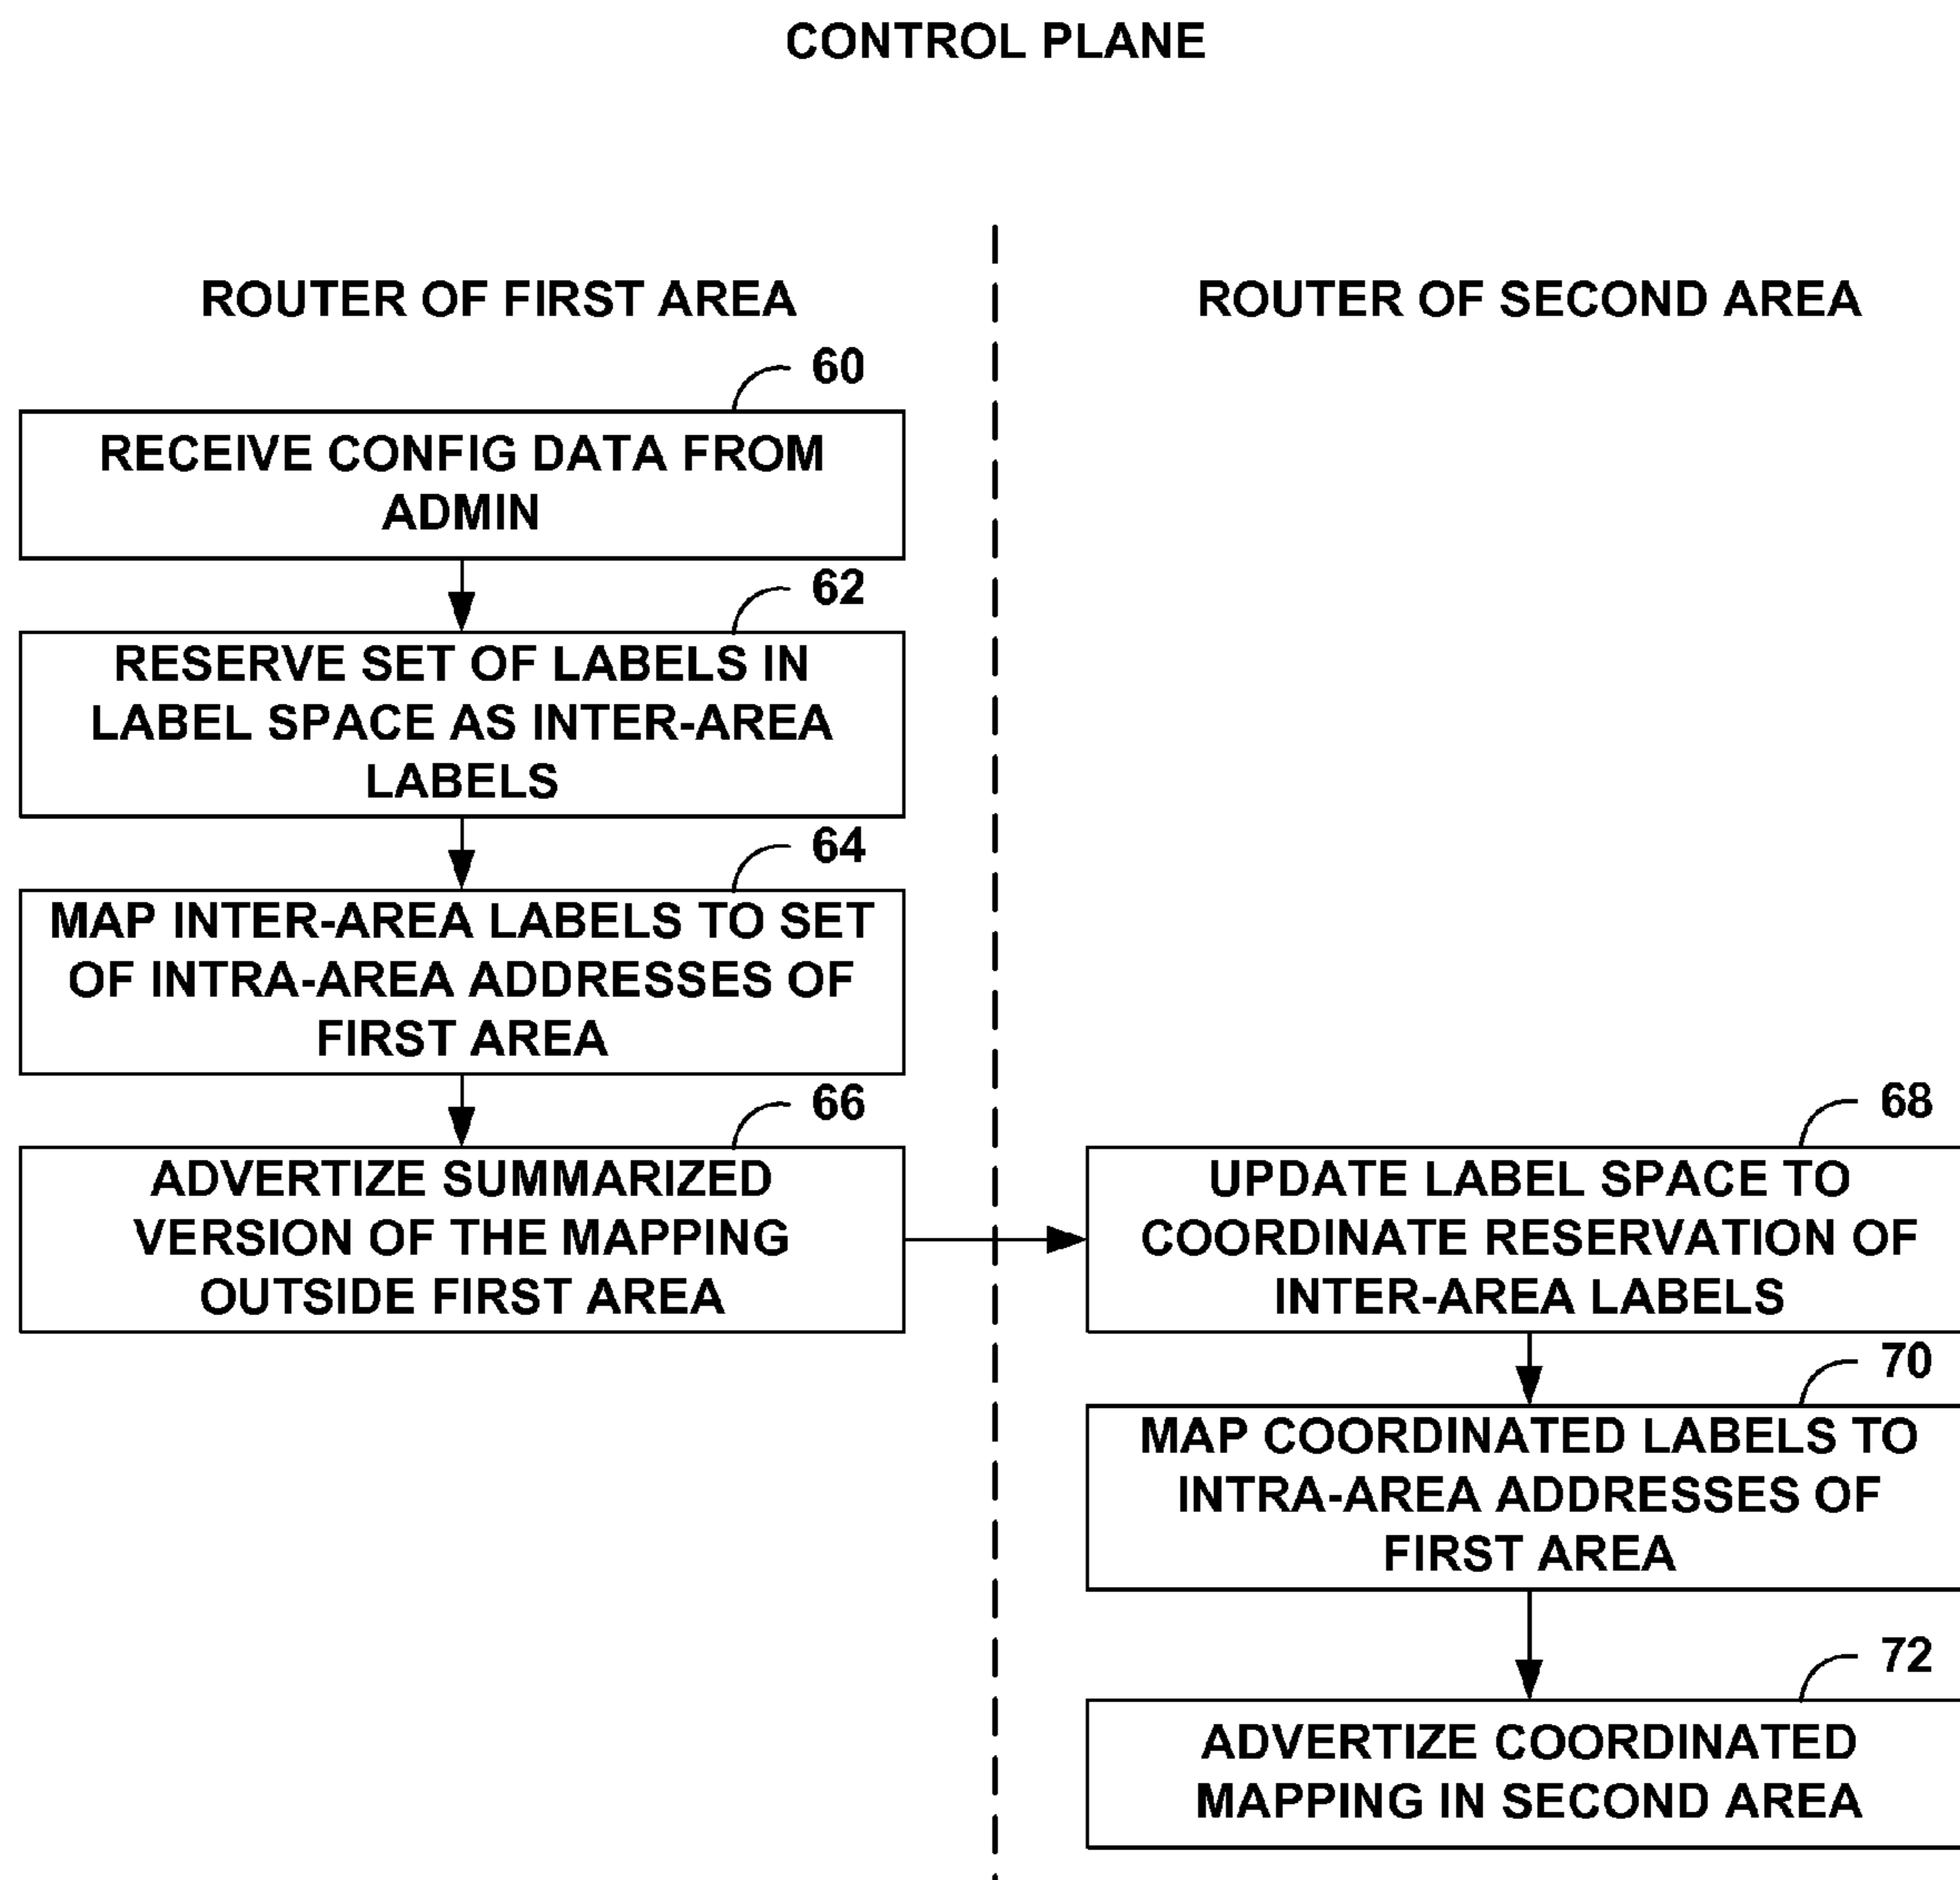 CONTROL PLANE
ROUTER OF FIRST AREA
60
RECEIVE CONFIG DATA FROM
ADMIN
62
RESERVE SET OF LABELS IN
LABEL SPACE AS INTER-AREA
LABELS
64
MAP INTER-AREA LABELS TO SET
OF INTRA-AREA ADDRESSES OF
FIRST AREA
66
ADVERTIZE SUMMARIZED
VERSION OF THE MAPPING
OUTSIDE FIRST AREA
ROUTER OF SECOND AREA
68
UPDATE LABEL SPACE TO
COORDINATE RESERVATION OF
INTER-AREA LABELS
70
MAP COORDINATED LABELS TO
INTRA-AREA ADDRESSES OF
FIRST AREA
72
ADVERTIZE COORDINATED
MAPPING IN SECOND AREA